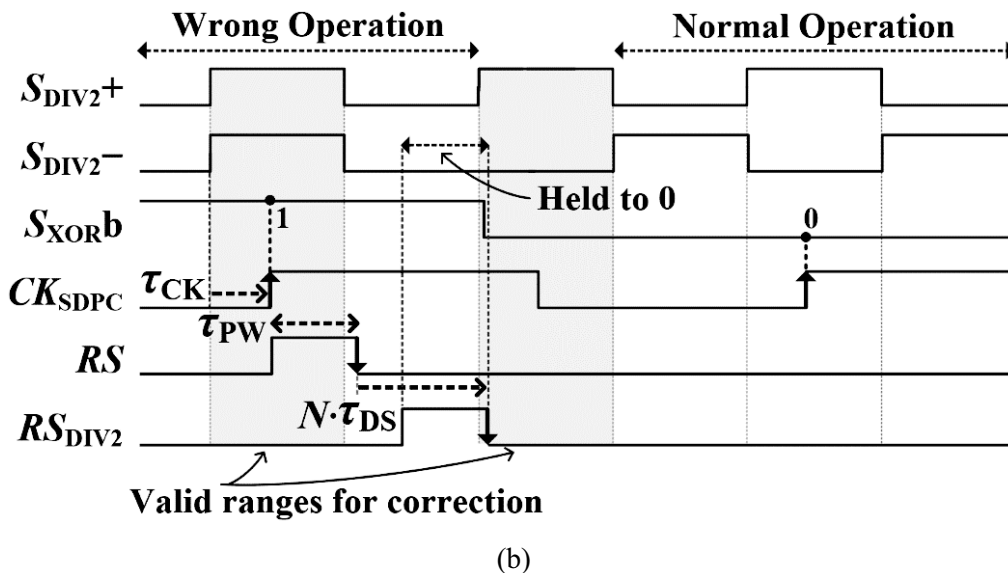 Wrong Operation Normal Operation
SDIV2+
SDIV2−
Held to 0
SXORb
1 0
τCK
CKSDPC
τPW
RS
N·τDS
RSDIV2
Valid ranges for correction
(b)